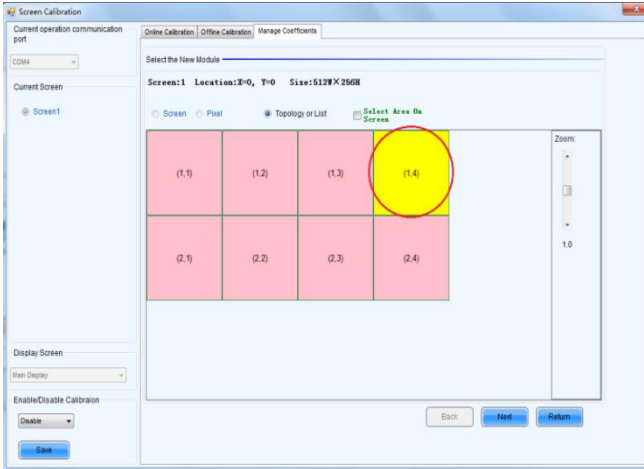 Screen Calibration
Current operation communication
port
COM4
Current Screen
Screen1
Display Screen
Main Display
Enable/Disable Calibraion
Disable
Save
Online Calibration Offline Calibration Manage Coefficients
Select the New Module
Screen:1 Location:X=0, Y=0 Size:512W×256H
Screen Pixel Topology or List Select Area On
Screen
(1,1) (1,2) (1,3) (1,4)
(2,1) (2,2) (2,3) (2,4)
Zoom:
1.0
Back Next Return